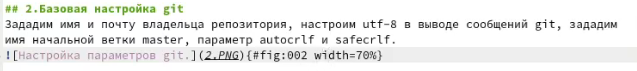 ## 2.Базовая настройка git
Зададим имя и почту владельца репозитория, настроим utf-8 в выводе сообщений git, зададим
имя начальной ветки master, параметр autocrlf и safecrlf.
![Настройка параметров git.](2.PNG){#fig:002 width=70%}